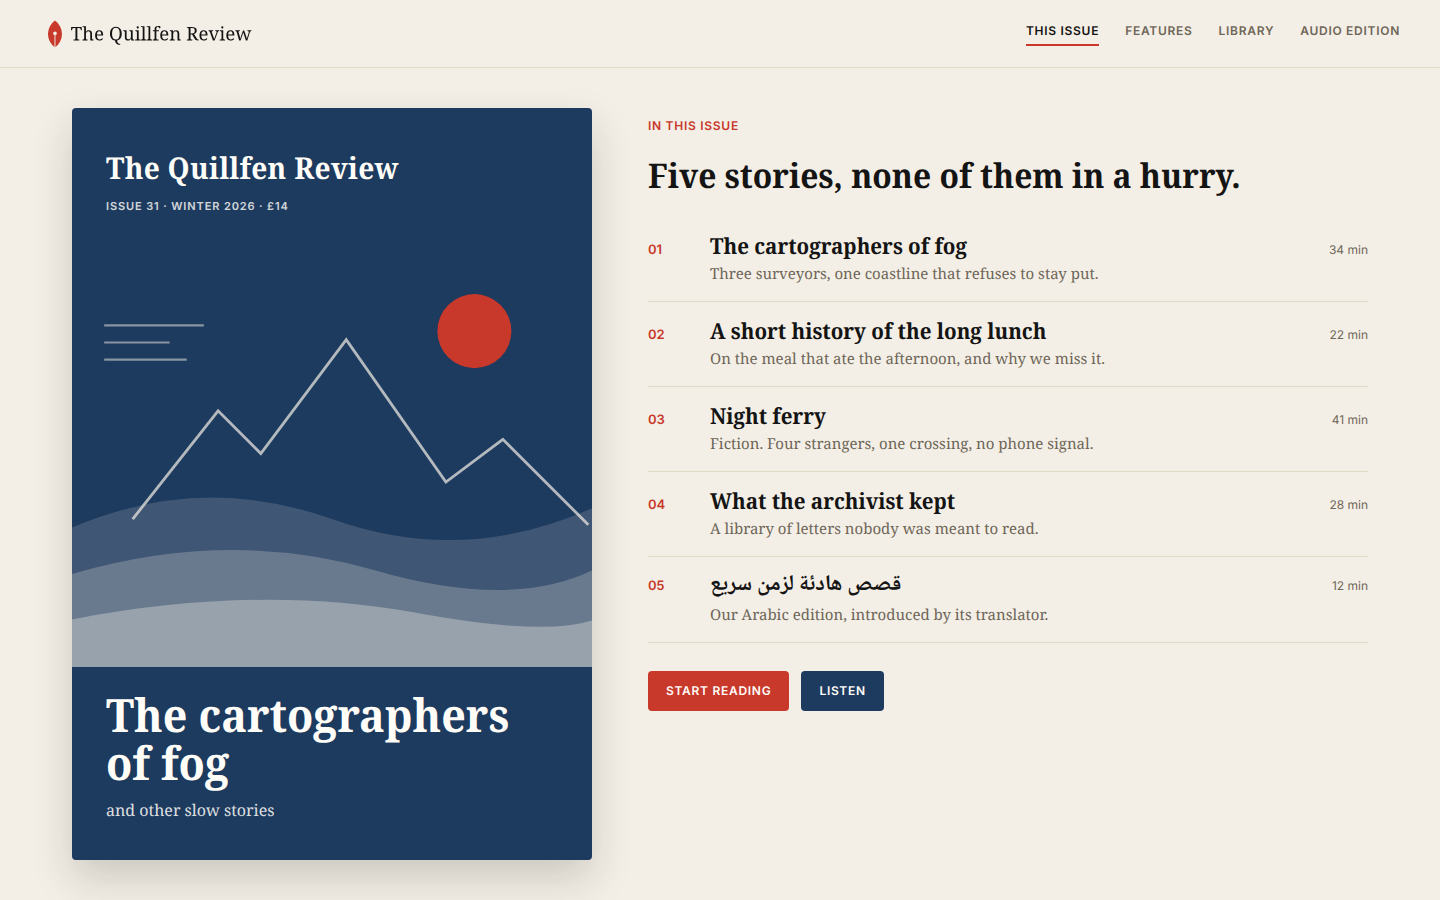 The Quillfen Review
THIS ISSUE
FEATURES
LIBRARY
AUDIO EDITION
The Quillfen Review
ISSUE 31 · WINTER 2026 · £14
The cartographers
of fog
and other slow stories
IN THIS ISSUE
Five stories, none of them in a hurry.
01
The cartographers of fog
34 min
Three surveyors, one coastline that refuses to stay put.
02
A short history of the long lunch
22 min
On the meal that ate the afternoon, and why we miss it.
03
Night ferry
41 min
Fiction. Four strangers, one crossing, no phone signal.
04
What the archivist kept
28 min
A library of letters nobody was meant to read.
05
قصص هادئة لزمن سريع
12 min
Our Arabic edition, introduced by its translator.
START READING
LISTEN